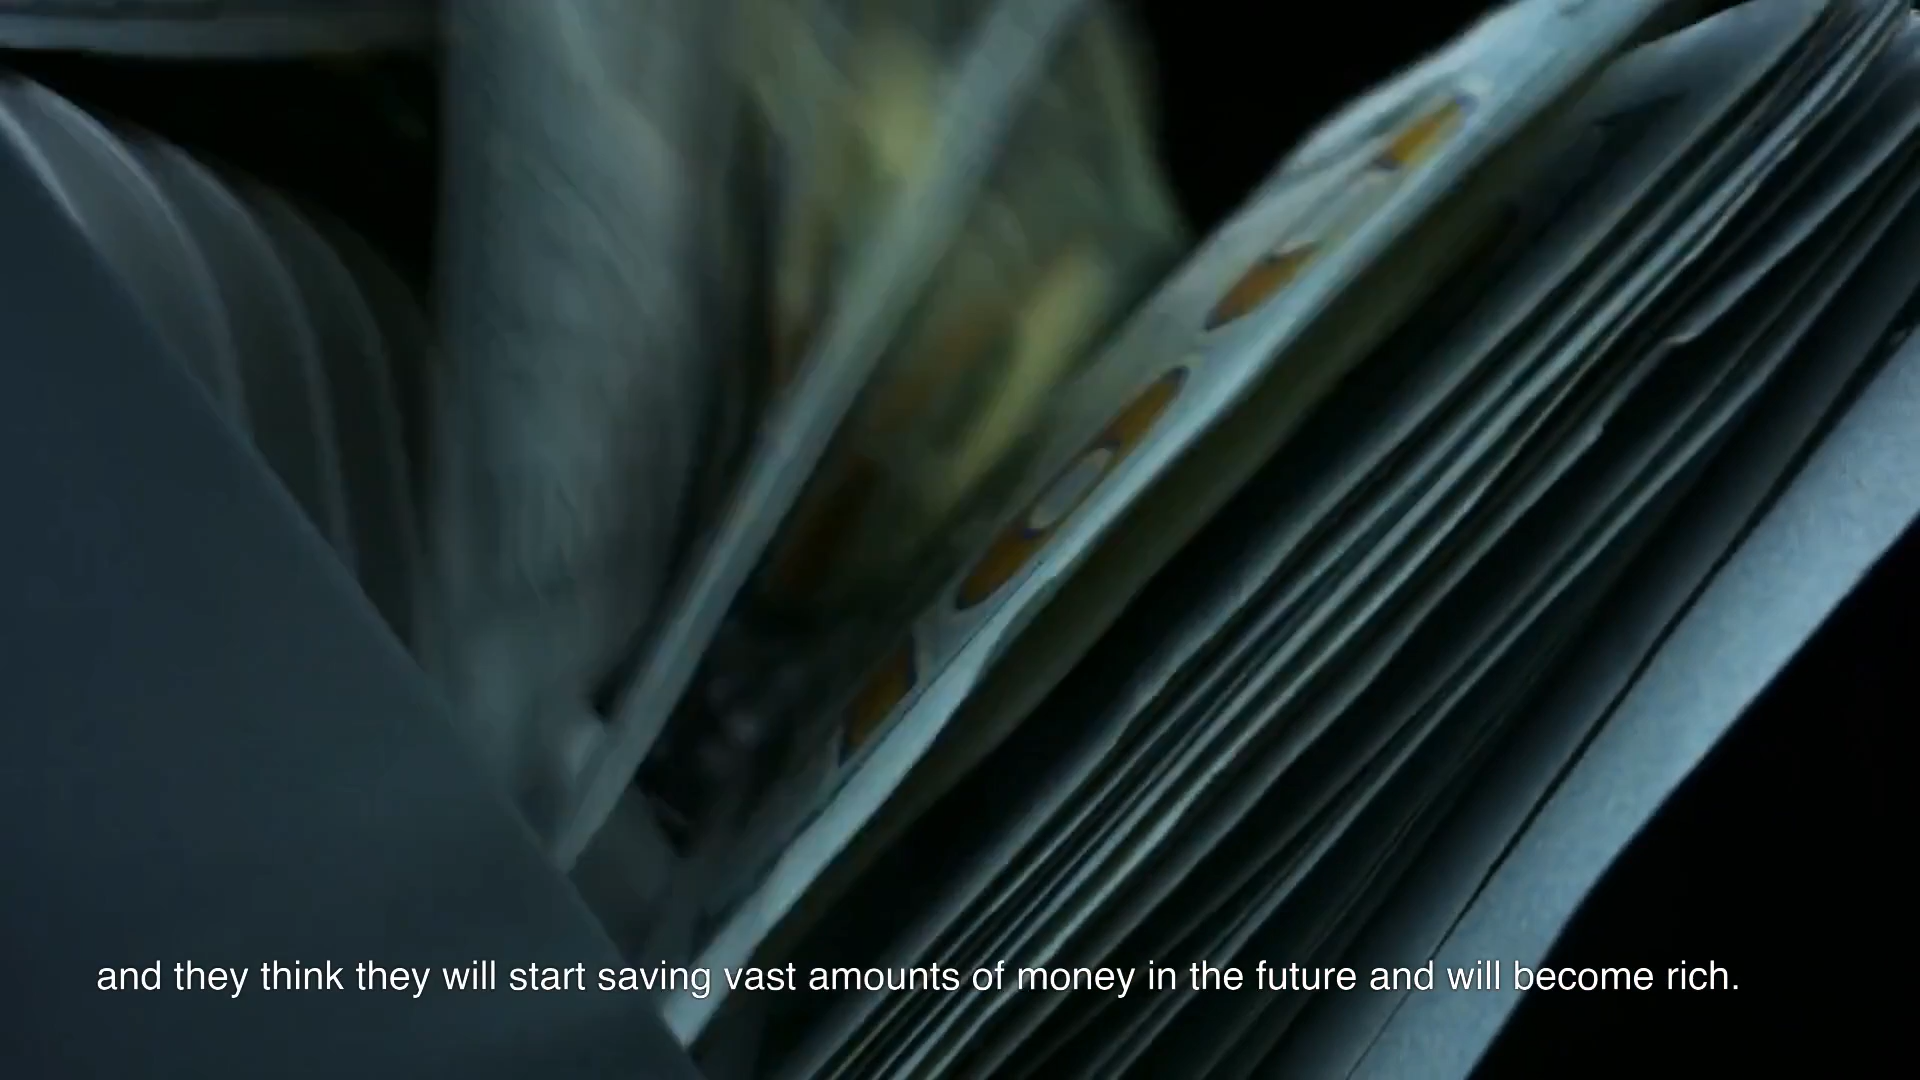 and they think they will start saving vast amounts of money in the future and will become rich.